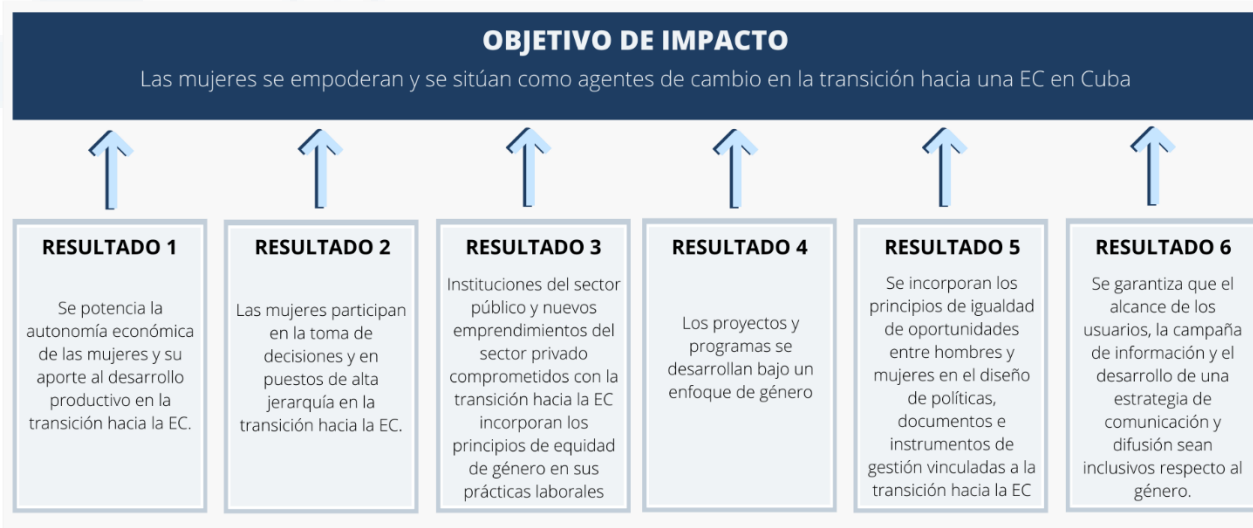 OBJETIVO DE IMPACTO
Las mujeres se empoderan y se sitúan como agentes de cambio en la transición hacia una EC en Cuba
RESULTADO 1
Se potencia la
autonomía económica
de las mujeres y su
aporte al desarrollo
productivo en la
transición hacia la EC.
RESULTADO 2
Las mujeres participan
en la toma de
decisiones y en
puestos de alta
jerarquía en la
transición hacia la EC.
RESULTADO 3
Instituciones del sector
público y nuevos
emprendimientos del
sector privado
comprometidos con la
transición hacia la EC
incorporan los
principios de equidad
de género en sus
prácticas laborales
RESULTADO 4
Los proyectos y
programas se
desarrollan bajo un
enfoque de género
RESULTADO 5
Se incorporan los
principios de igualdad
de oportunidades
entre hombres y
mujeres en el diseño
de políticas,
documentos e
instrumentos de
gestión vinculadas a la
transición hacia la EC
RESULTADO 6
Se garantiza que el
alcance de los
usuarios, la campaña
de información y el
desarrollo de una
estrategia de
comunicación y
difusión sean
inclusivos respecto al
género.